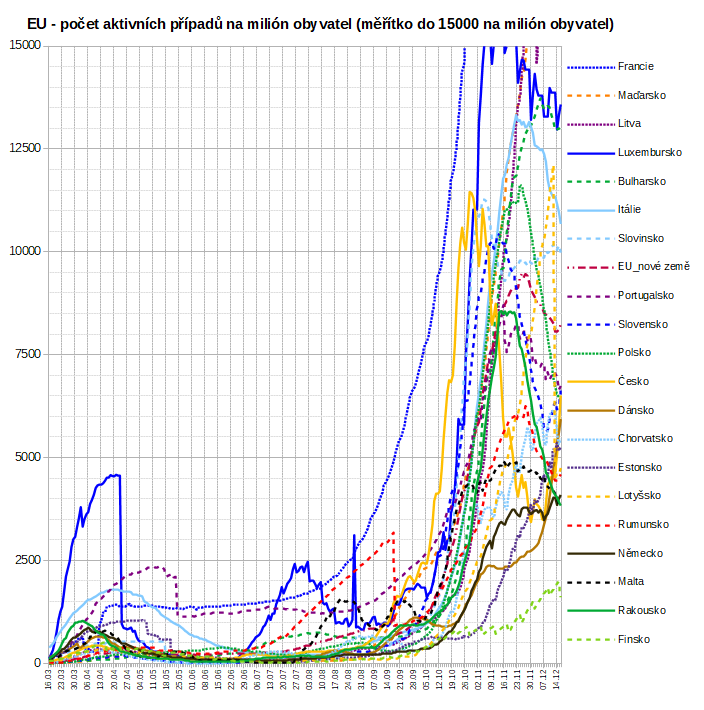 EU - počet aktivních případů na milión obyvatel (měřítko do 15000 na milión obyvatel)
15000
12500
10000
7500
5000
2500
0
16.03
23.03
30.03
06.04
13.04
20.04
27.04
04.05
11.05
18.05
25.05
01.06
08.06
15.06
22.06
29.06
06.07
13.07
20.07
27.07
03.08
10.08
17.08
24.08
31.08
07.09
14.09
21.09
28.09
05.10
12.10
19.10
26.10
02.11
09.11
16.11
23.11
30.11
07.12
14.12
Francie
Maďarsko
Litva
Luxembursko
Bulharsko
Itálie
Slovinsko
EU_nové země
Portugalsko
Slovensko
Polsko
Česko
Dánsko
Chorvatsko
Estonsko
Lotyšsko
Rumunsko
Německo
Malta
Rakousko
Finsko